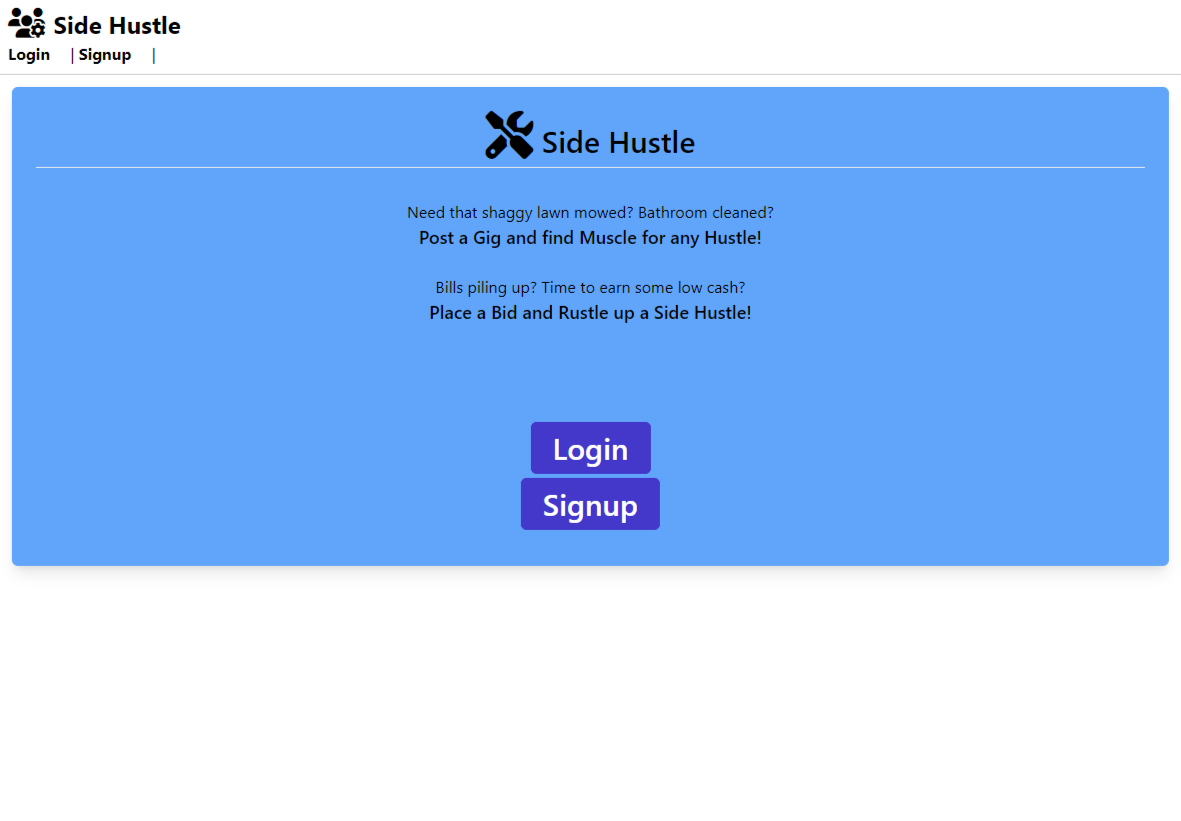 Side Hustle
Login | Signup |
Side Hustle
Need that shaggy lawn mowed? Bathroom cleaned?
Post a Gig and find Muscle for any Hustle!
Bills piling up? Time to earn some low cash?
Place a Bid and Rustle up a Side Hustle!
Login
Signup